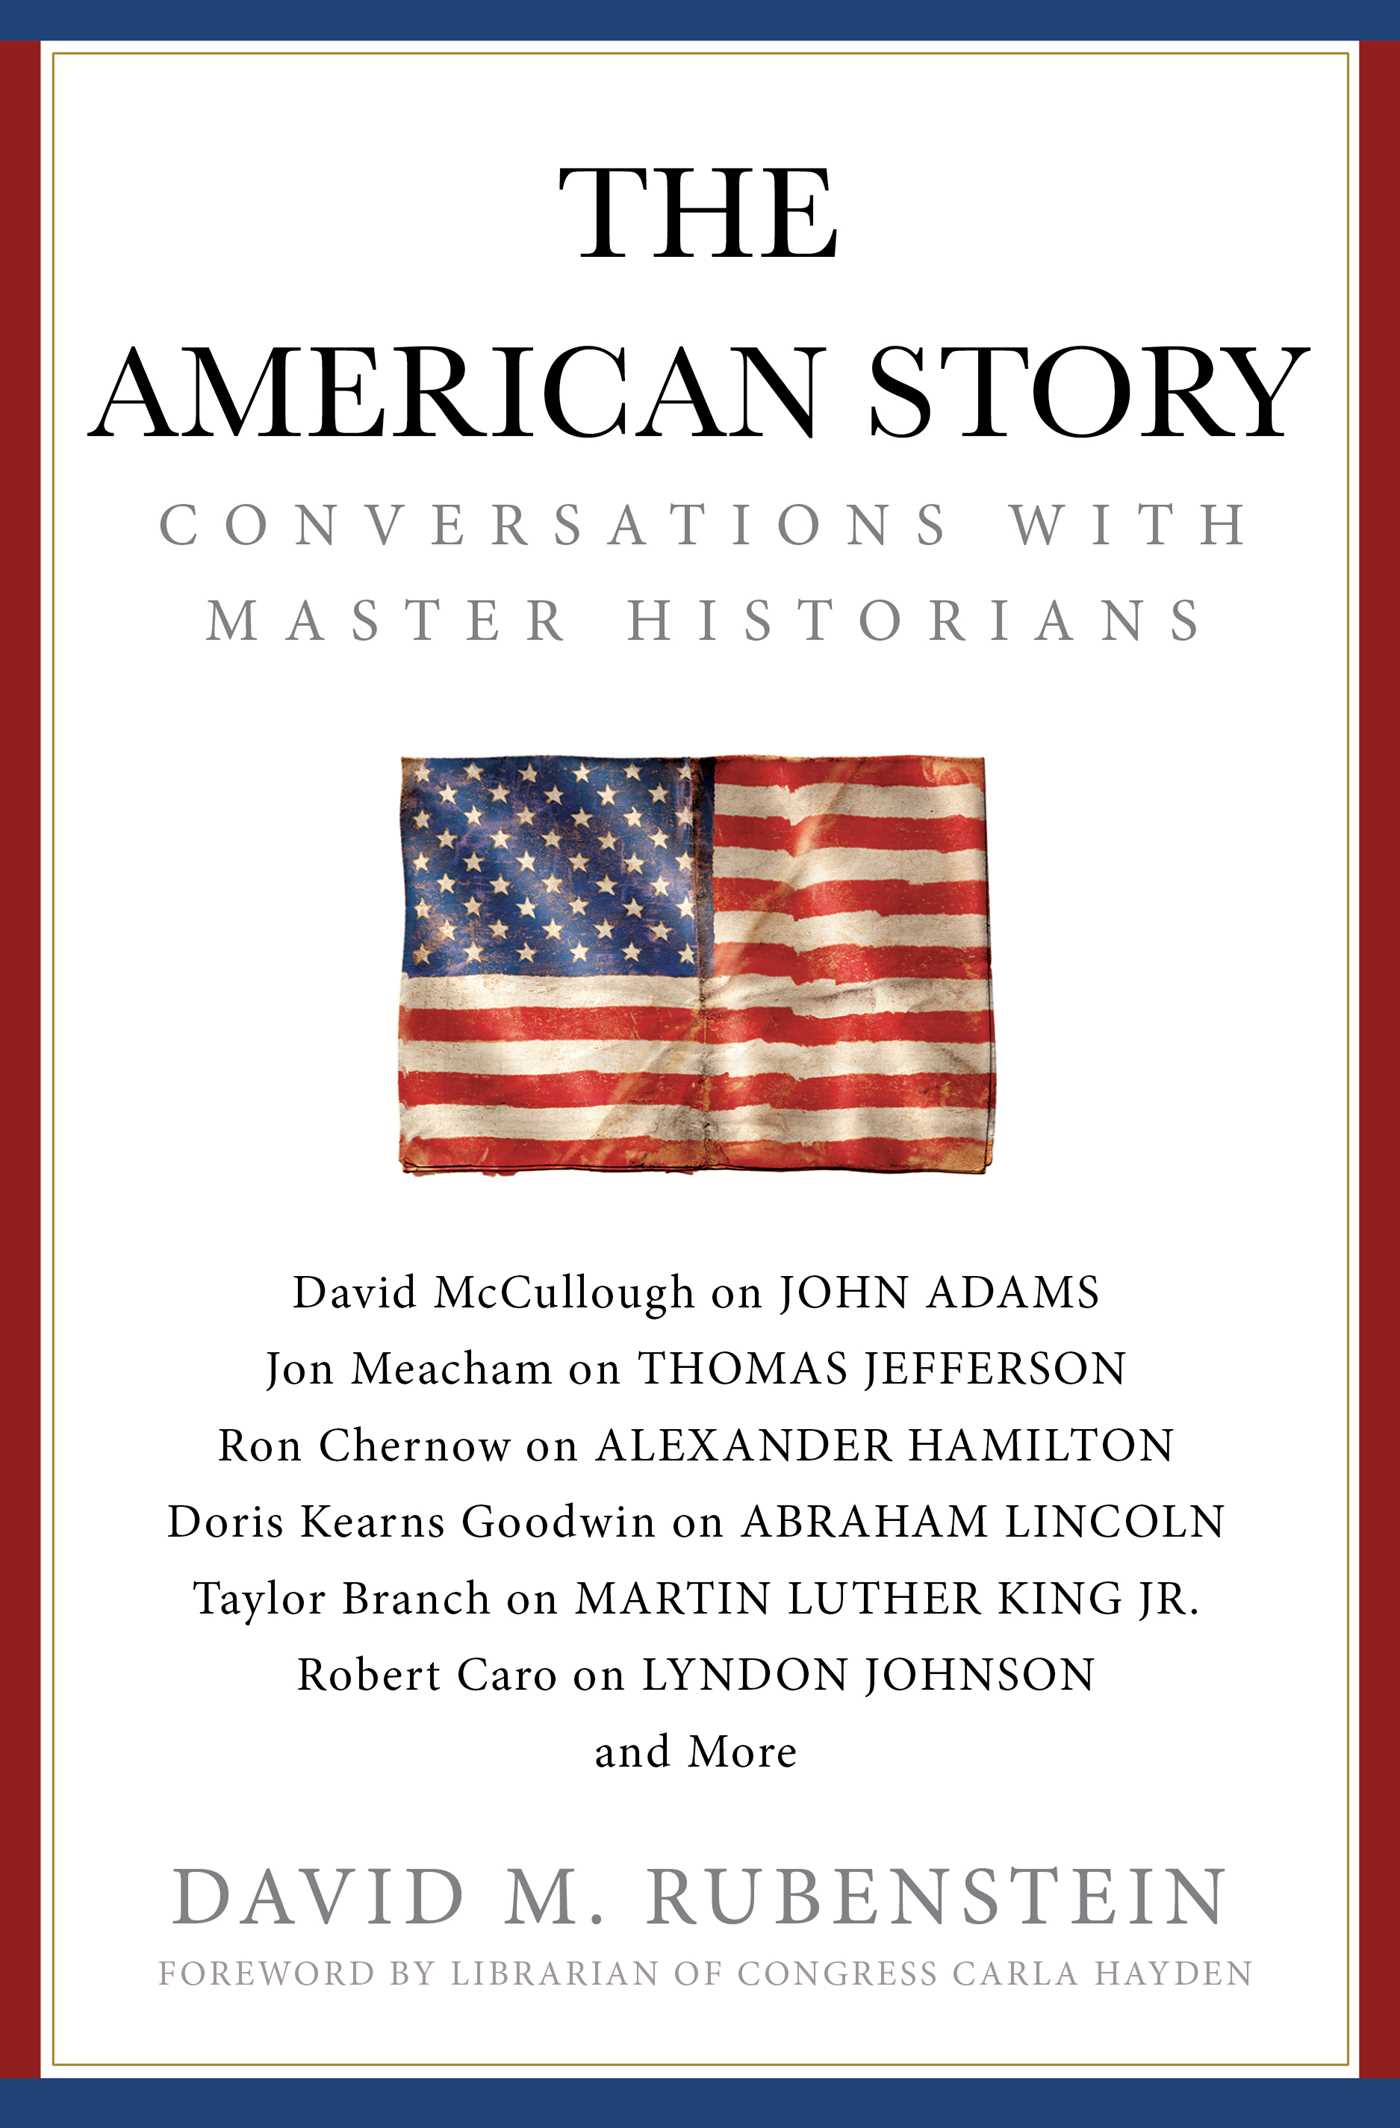 THE
AMERICAN STORY
CONVERSATIONS WITH
MASTER HISTORIANS
David McCullough on JOHN ADAMS
Jon Meacham on THOMAS JEFFERSON
Ron Chernow on ALEXANDER HAMILTON
Doris Kearns Goodwin on ABRAHAM LINCOLN
Taylor Branch on MARTIN LUTHER KING JR.
Robert Caro on LYNDON JOHNSON
and More
DAVID M. RUBENSTEIN
FOREWORD BY LIBRARIAN OF CONGRESS CARLA HAYDEN